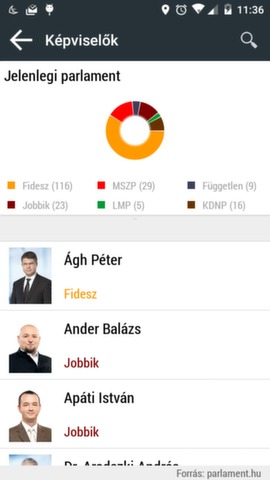 11:36
Képviselők
Jelenlegi parlament
Fidesz (116)
MSZP (29)
Független (9)
Jobbik (23)
LMP (5)
KDNP (16)
Ágh Péter
Fidesz
Ander Balázs
Jobbik
Apáti István
Jobbik
Dr. Aradszki András
Forrás: parlament.hu